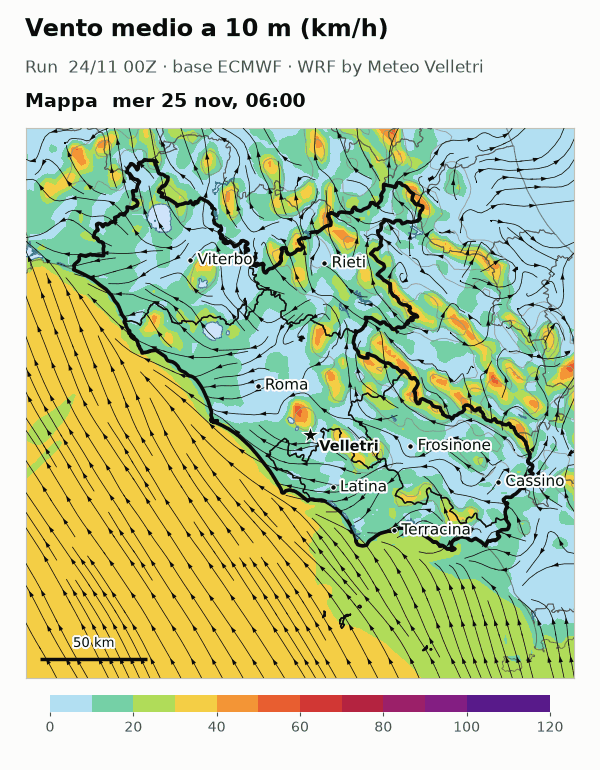 Vento medio a 10 m (km/h)
Run 24/11 00Z · base ECMWF · WRF by Meteo Velletri
Mappa mer 25 nov, 06:00
Viterbo
Rieti
Roma
Velletri
Frosinone
Latina
Cassino
Terracina
50 km
0 20 40 60 80 100 120